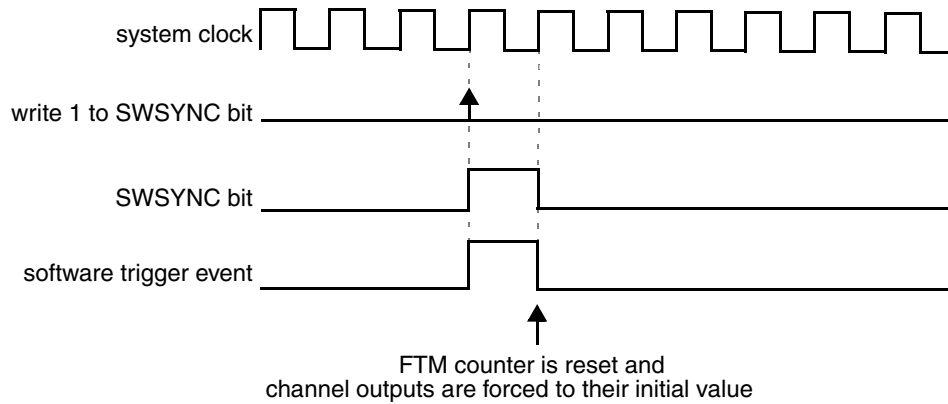 system clock
write 1 to SWSYNC bit
SWSYNC bit
software trigger event
FTM counter is reset and
channel outputs are forced to their initial value